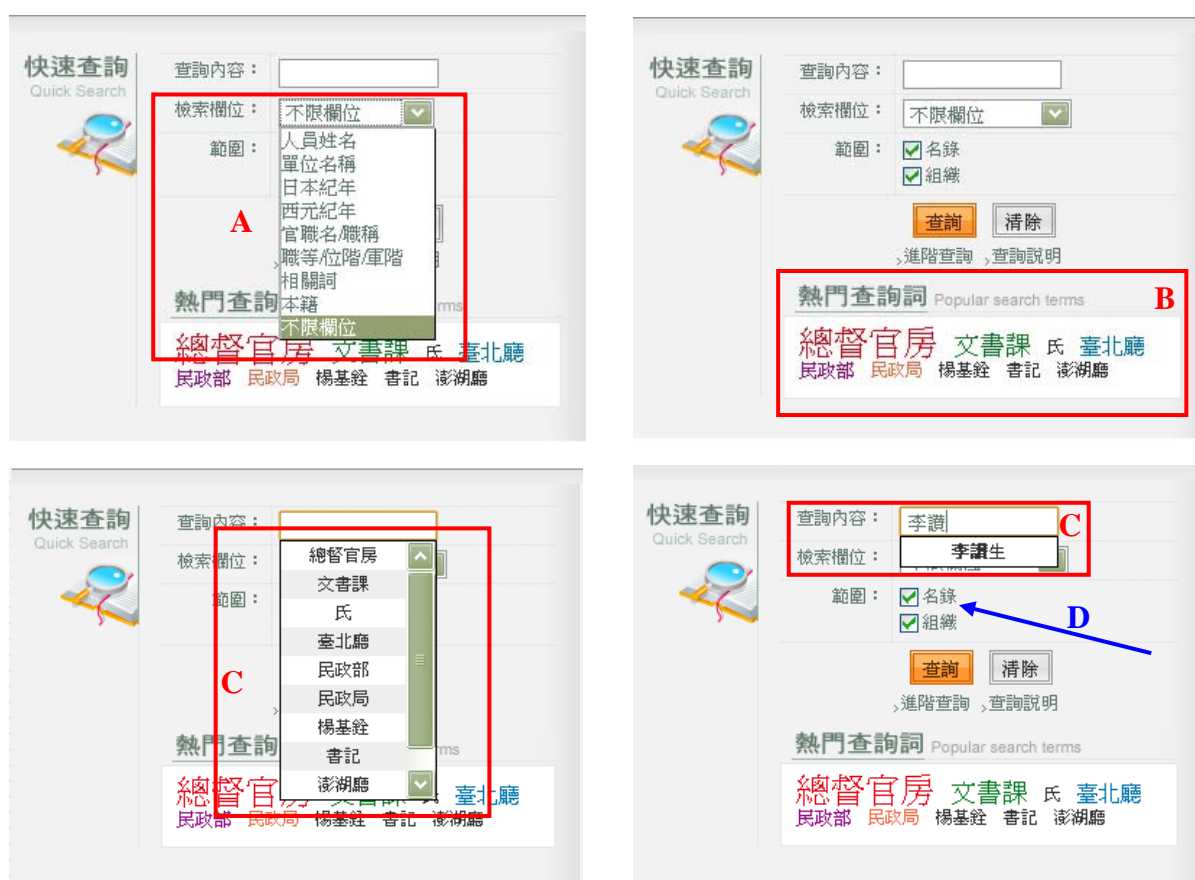 快速查詢
Quick Search
查詢內容：
檢索欄位： 不限欄位
人員姓名
單位名稱
日本紀年
西元紀年
官職名/職稱
職等/位階/軍階
相關詞
本籍
不限欄位
範圍：
A
熱門查詢
rms
總督官房 文書課 氏 臺北廳
民政部 民政局 楊基銓 書記 澎湖廳
快速查詢
Quick Search
查詢內容：
檢索欄位： 不限欄位
範圍： 名錄
組織
查詢 清除
›進階查詢 ›查詢說明
熱門查詢詞 Popular search terms B
總督官房 文書課 氏 臺北廳
民政部 民政局 楊基銓 書記 澎湖廳
快速查詢
Quick Search
查詢內容：
檢索欄位：
範圍：
總督官房
文書課
氏
臺北廳
民政部
民政局
楊基銓
書記
澎湖廳
C
熱門查詢
rms
總督官房 文書課 氏 臺北廳
民政部 民政局 楊基銓 書記 澎湖廳
快速查詢
Quick Search
查詢內容： 李讚 C
李讚生
檢索欄位： 不限欄位
範圍： 名錄
組織
D
查詢 清除
›進階查詢 ›查詢說明
熱門查詢詞 Popular search terms
總督官房 文書課 氏 臺北廳
民政部 民政局 楊基銓 書記 澎湖廳